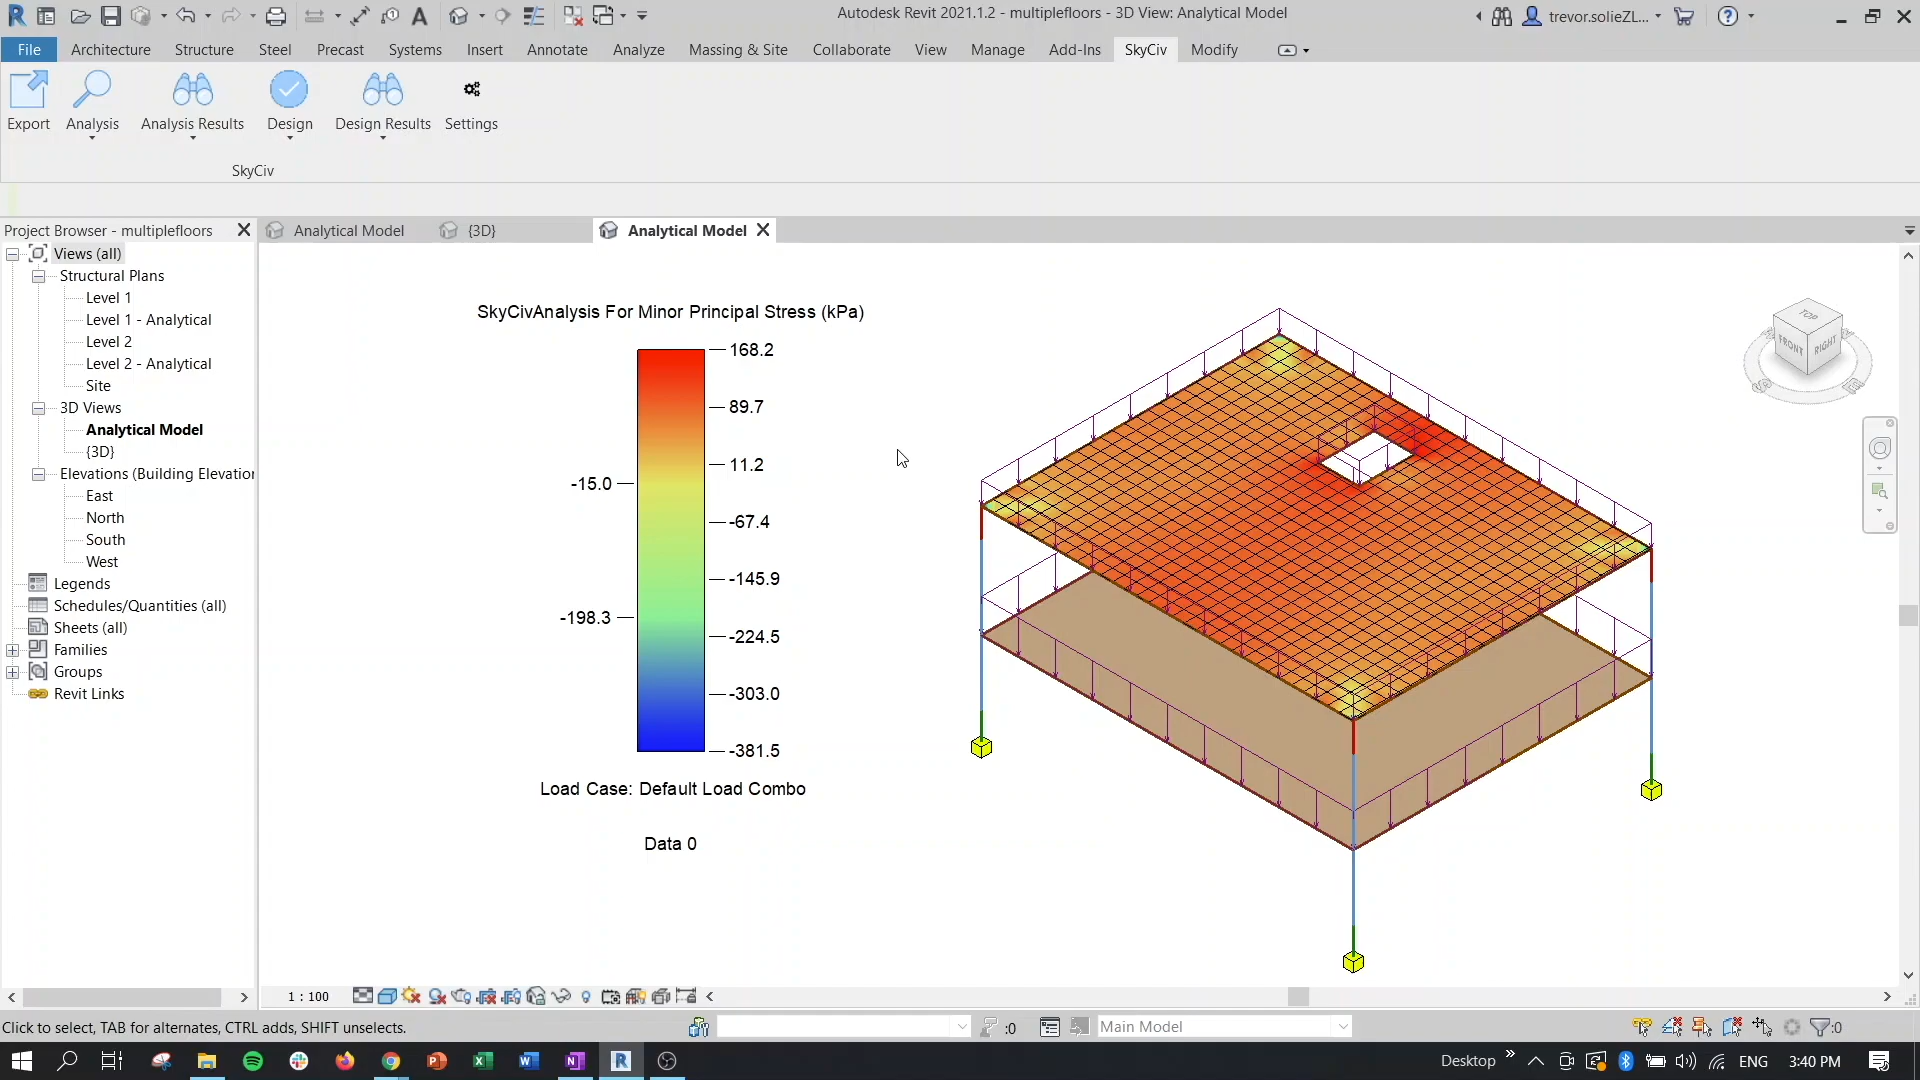 Autodesk Revit 2021.1.2 - multiplefloors - 3D View: Analytical Model
trevor.solieZL...
File Architecture Structure Steel Precast Systems Insert Annotate Analyze Massing & Site Collaborate View Manage Add-Ins SkyCiv Modify
Export Analysis Analysis Results Design Design Results Settings
SkyCiv
Project Browser - multiplefloors
Analytical Model {3D} Analytical Model
Views (all)
Structural Plans
Level 1
Level 1 - Analytical
Level 2
Level 2 - Analytical
Site
3D Views
Analytical Model
{3D}
Elevations (Building Elevation
East
North
South
West
Legends
Schedules/Quantities (all)
Sheets (all)
Families
Groups
Revit Links
SkyCivAnalysis For Minor Principal Stress (kPa)
168.2
89.7
11.2
-15.0
-67.4
-145.9
-198.3
-224.5
-303.0
-381.5
Load Case: Default Load Combo
Data 0
TOP
FRONT
RIGHT
1 : 100
Click to select, TAB for alternates, CTRL adds, SHIFT unselects.
:0
Main Model
:0
Desktop
ENG
3:40 PM